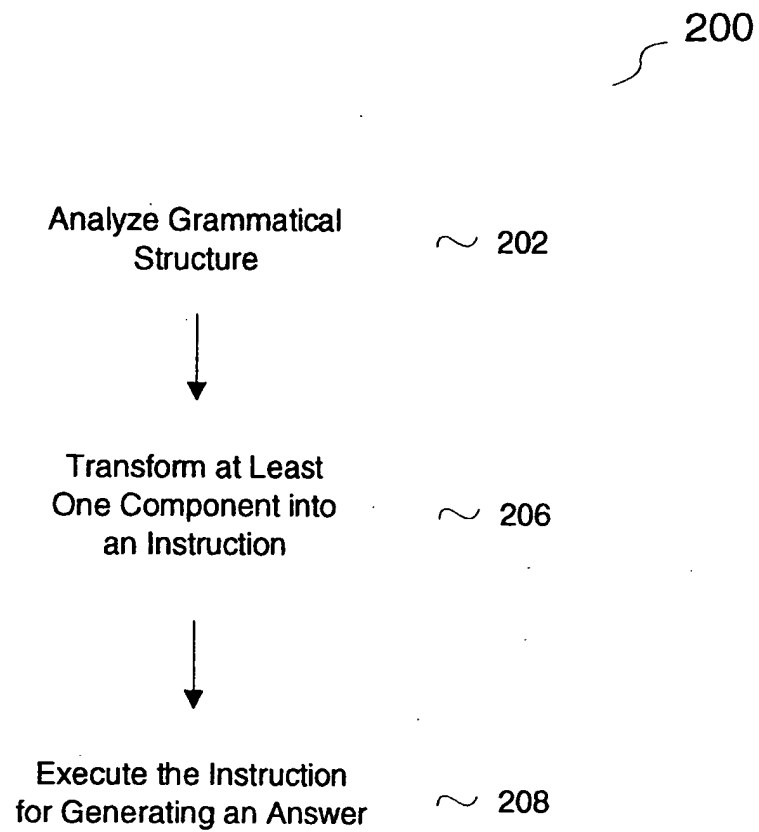 200
Analyze Grammatical
Structure
202
Transform at Least
One Component into
an Instruction
206
Execute the Instruction
for Generating an Answer
208